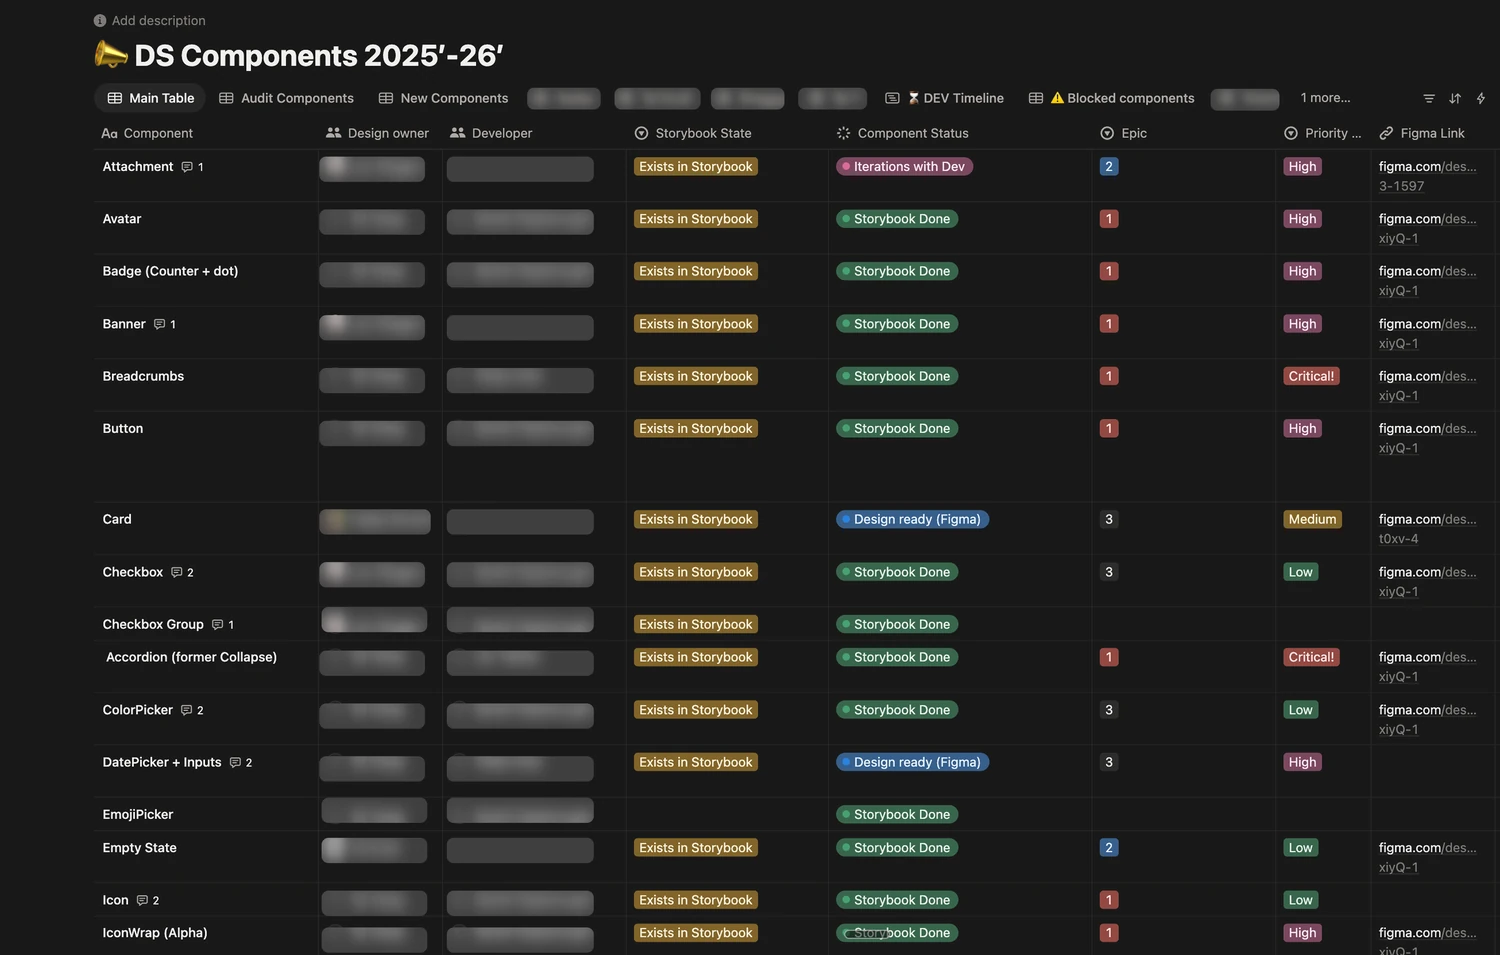 Add description
DS Components 2025’-26’
Main Table Audit Components New Components DEV Timeline Blocked components 1 more...
Aa Component Design owner Developer Storybook State Component Status Epic Priority ... Figma Link
Attachment 1 Exists in Storybook Iterations with Dev 2 High figma.com/des...
3-1597
Avatar Exists in Storybook Storybook Done 1 High figma.com/des...
xiyQ-1
Badge (Counter + dot) Exists in Storybook Storybook Done 1 High figma.com/des...
xiyQ-1
Banner 1 Exists in Storybook Storybook Done 1 High figma.com/des...
xiyQ-1
Breadcrumbs Exists in Storybook Storybook Done 1 Critical! figma.com/des...
xiyQ-1
Button Exists in Storybook Storybook Done 1 High figma.com/des...
xiyQ-1
Card Exists in Storybook Design ready (Figma) 3 Medium figma.com/des...
t0xv-4
Checkbox 2 Exists in Storybook Storybook Done 3 Low figma.com/des...
xiyQ-1
Checkbox Group 1 Exists in Storybook Storybook Done
Accordion (former Collapse) Exists in Storybook Storybook Done 1 Critical! figma.com/des...
xiyQ-1
ColorPicker 2 Exists in Storybook Storybook Done 3 Low figma.com/des...
xiyQ-1
DatePicker + Inputs 2 Exists in Storybook Design ready (Figma) 3 High
EmojiPicker Storybook Done
Empty State Exists in Storybook Storybook Done 2 Low figma.com/des...
xiyQ-1
Icon 2 Exists in Storybook Storybook Done 1 Low
IconWrap (Alpha) Exists in Storybook Storybook Done 1 High figma.com/des...
xiyQ-1